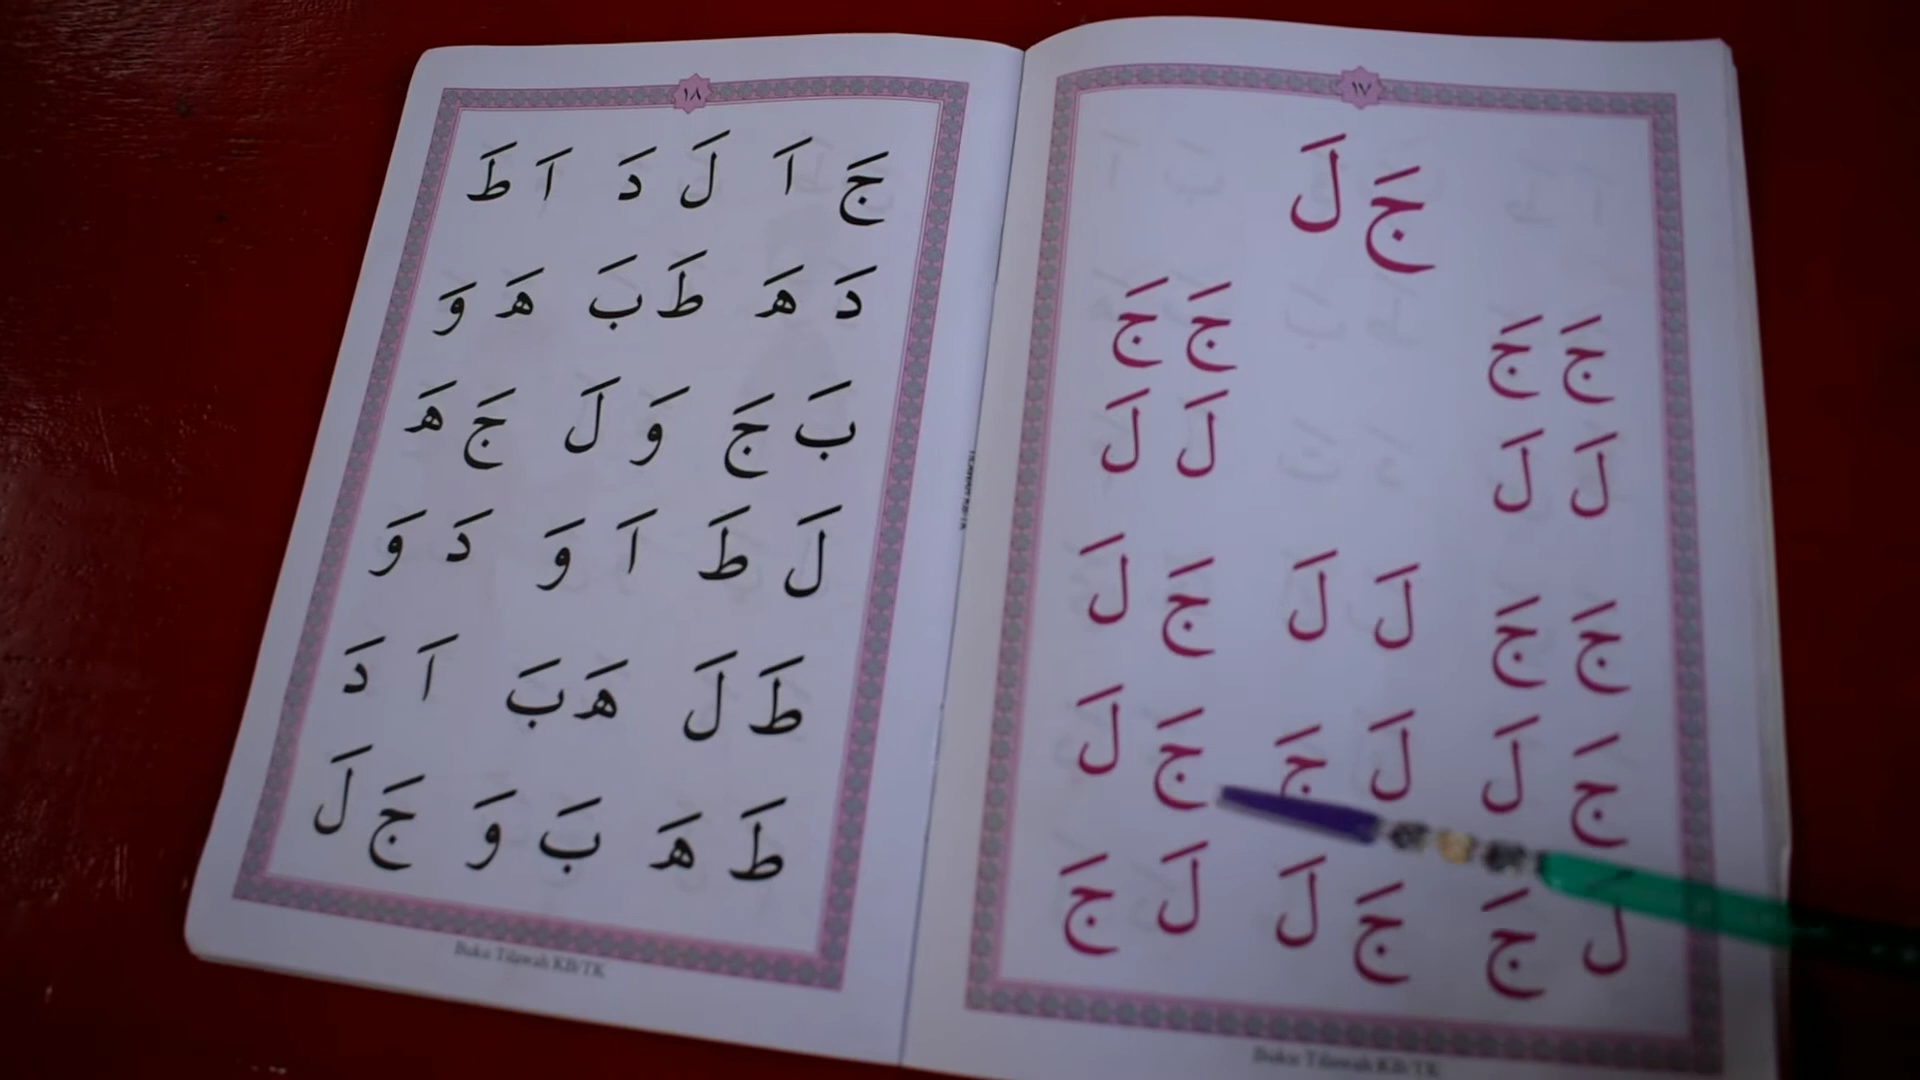 ١٧
جَ لَ
جَ جَ جَ جَ
لَ لَ لَ لَ
جَ جَ لَ لَ جَ لَ
جَ لَ لَ جَ جَ لَ
لَ جَ جَ لَ لَ جَ
Buku Tilawah KB/TK
١٨
جَ اَ لَ دَ اَ طَ
دَ هَ طَ بَ هَ وَ
بَ جَ وَ لَ جَ هَ
لَ طَ اَ وَ دَ وَ
طَ لَ هَ بَ اَ دَ
طَ هَ بَ وَ جَ لَ
Buku Tilawah KB/TK